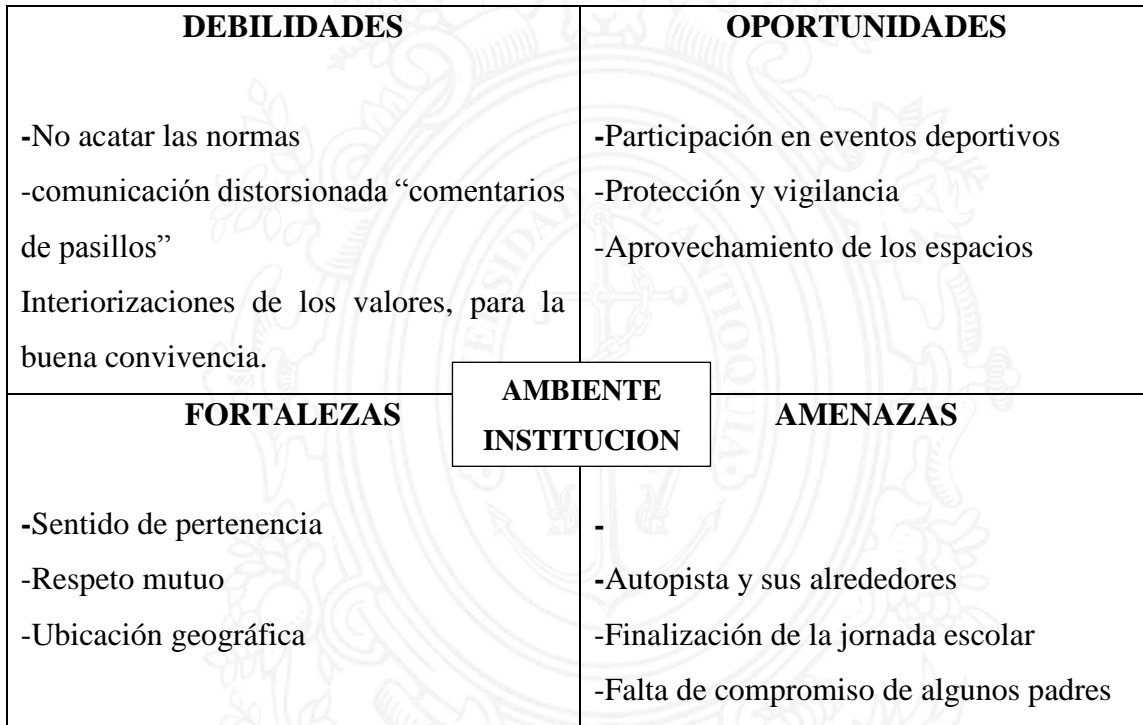 DEBILIDADES
-No acatar las normas
-comunicación distorsionada “comentarios
de pasillos”
Interiorizaciones de los valores, para la
buena convivencia.
OPORTUNIDADES
-Participación en eventos deportivos
-Protección y vigilancia
-Aprovechamiento de los espacios
AMBIENTE
INSTITUCION
FORTALEZAS
-Sentido de pertenencia
-Respeto mutuo
-Ubicación geográfica
AMENAZAS
-
-Autopista y sus alrededores
-Finalización de la jornada escolar
-Falta de compromiso de algunos padres